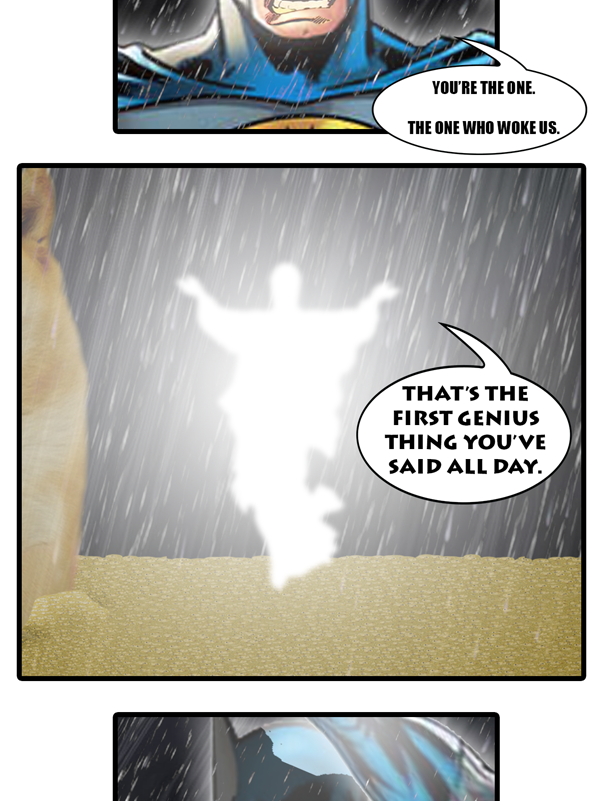 YOU'RE THE ONE.
THE ONE WHO WOKE US.
THAT'S THE
FIRST GENIUS
THING YOU'VE
SAID ALL DAY.